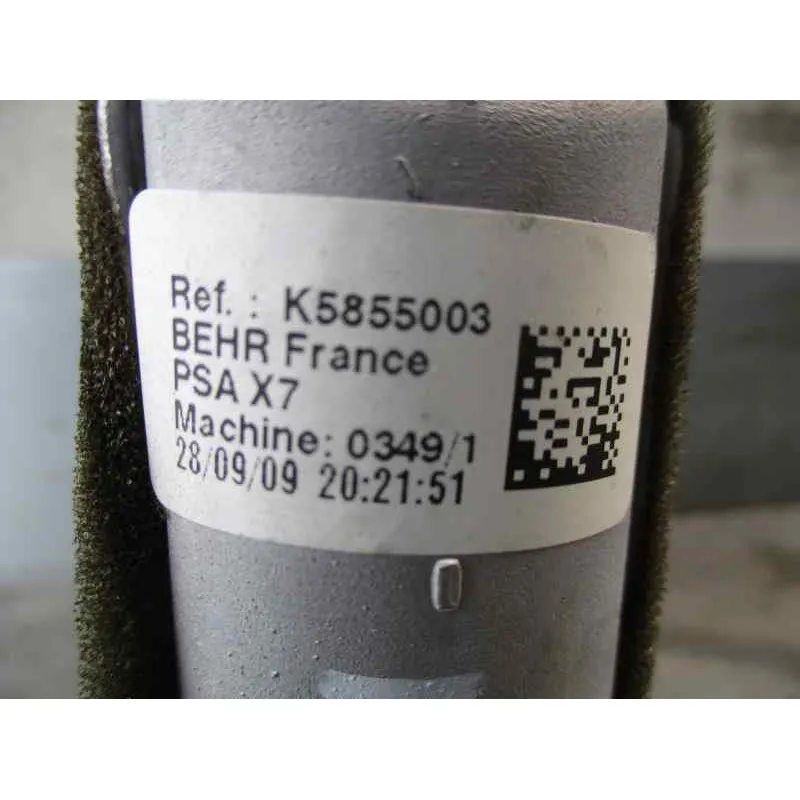 Ref. : K5855003
BEHR France
PSA X7
Machine: 0349/1
28/09/09 20:21:51